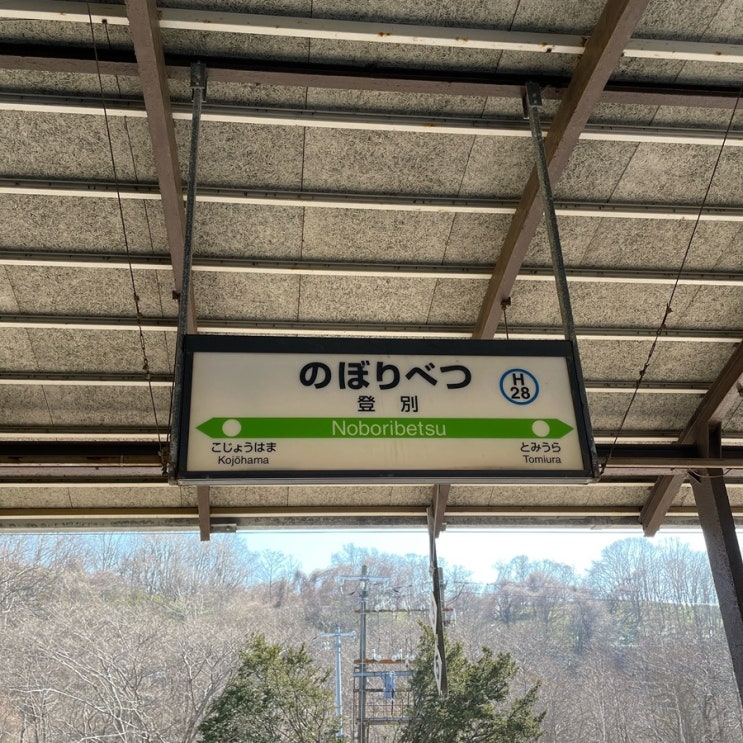 のぼりべつ
H
28
登別
Noboribetsu
こじょうはま
Kojōhama
とみうら
Tomiura